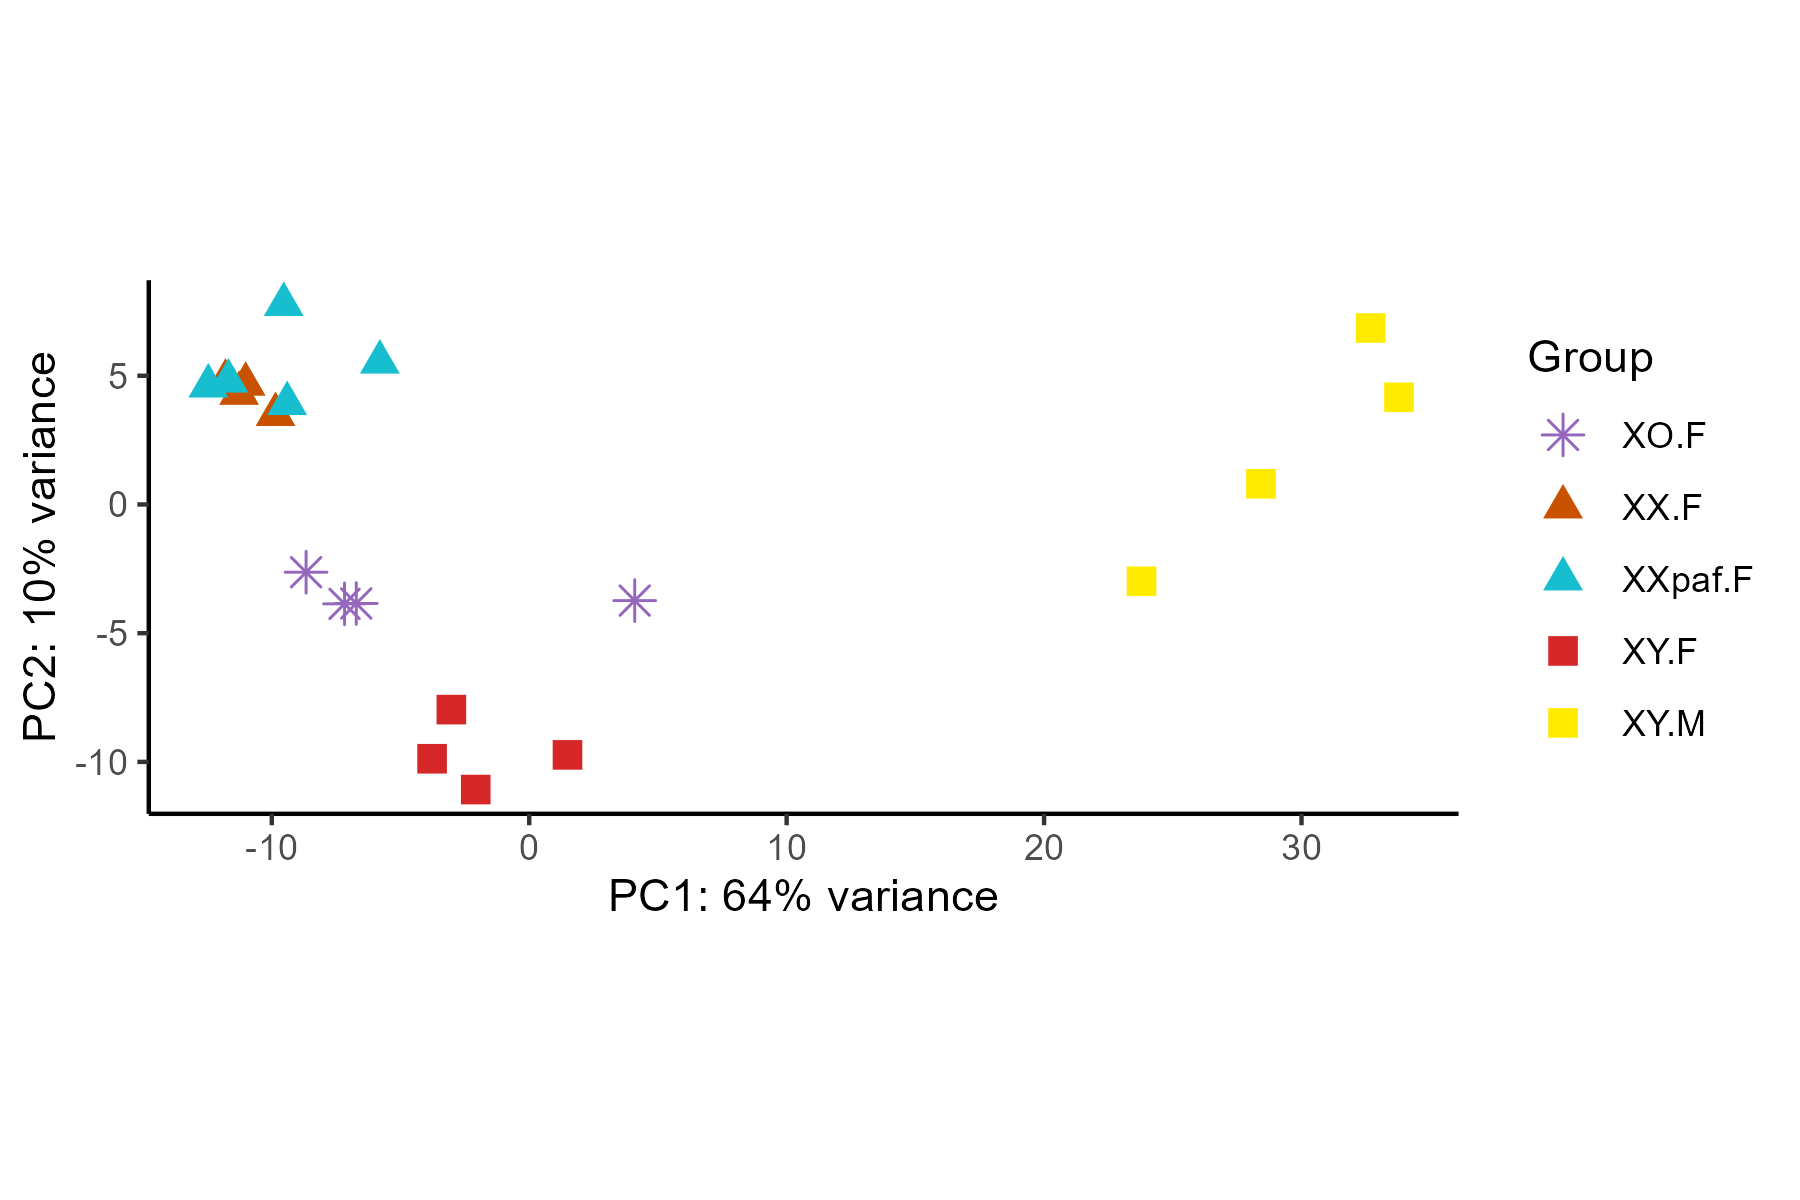 PC2: 10% variance
5
0
-5
-10
-10
0
10
20
30
PC1: 64% variance
Group
XO.F
XX.F
XXpaf.F
XY.F
XY.M